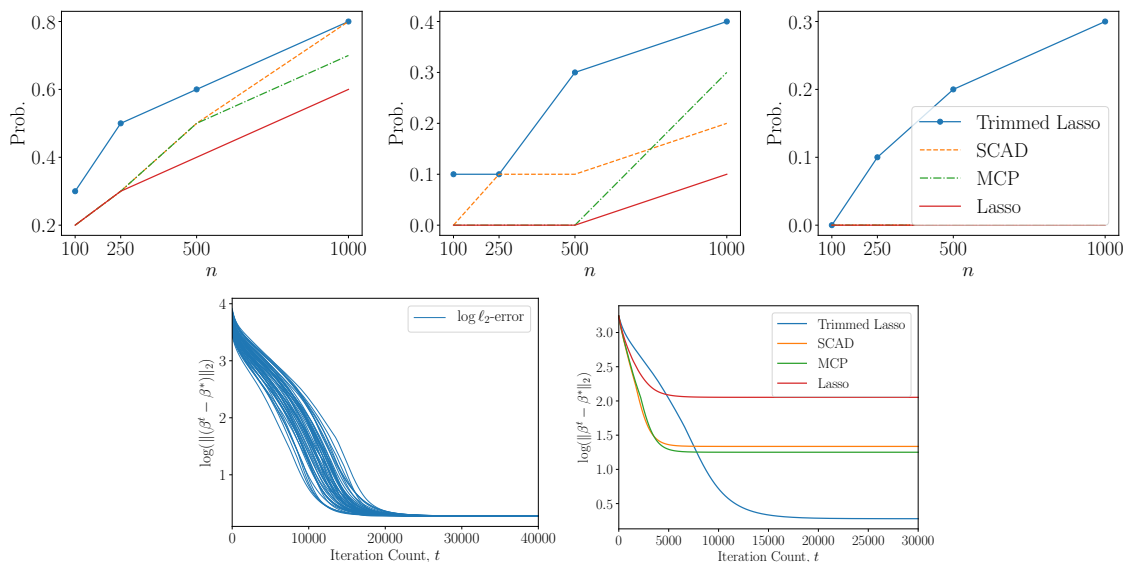 Prob.
0.8
0.6
0.4
0.2
100 250 500 1000
n
Prob.
0.4
0.3
0.2
0.1
0.0
100 250 500 1000
n
Prob.
0.3
0.2
0.1
0.0
100 250 500 1000
n
Trimmed Lasso
SCAD
MCP
Lasso
log(∥(β^t − β*)∥₂)
4
3
2
1
0 10000 20000 30000 40000
Iteration Count, t
log ℓ₂-error
log(∥β^t − β*∥₂)
3.0
2.5
2.0
1.5
1.0
0.5
0 5000 10000 15000 20000 25000 30000
Iteration Count, t
Trimmed Lasso
SCAD
MCP
Lasso